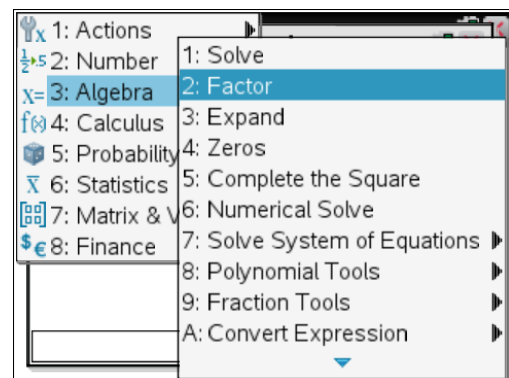 1: Actions
2: Number
3: Algebra
4: Calculus
5: Probability
6: Statistics
7: Matrix & V
8: Finance
1: Solve
2: Factor
3: Expand
4: Zeros
5: Complete the Square
6: Numerical Solve
7: Solve System of Equations
8: Polynomial Tools
9: Fraction Tools
A: Convert Expression